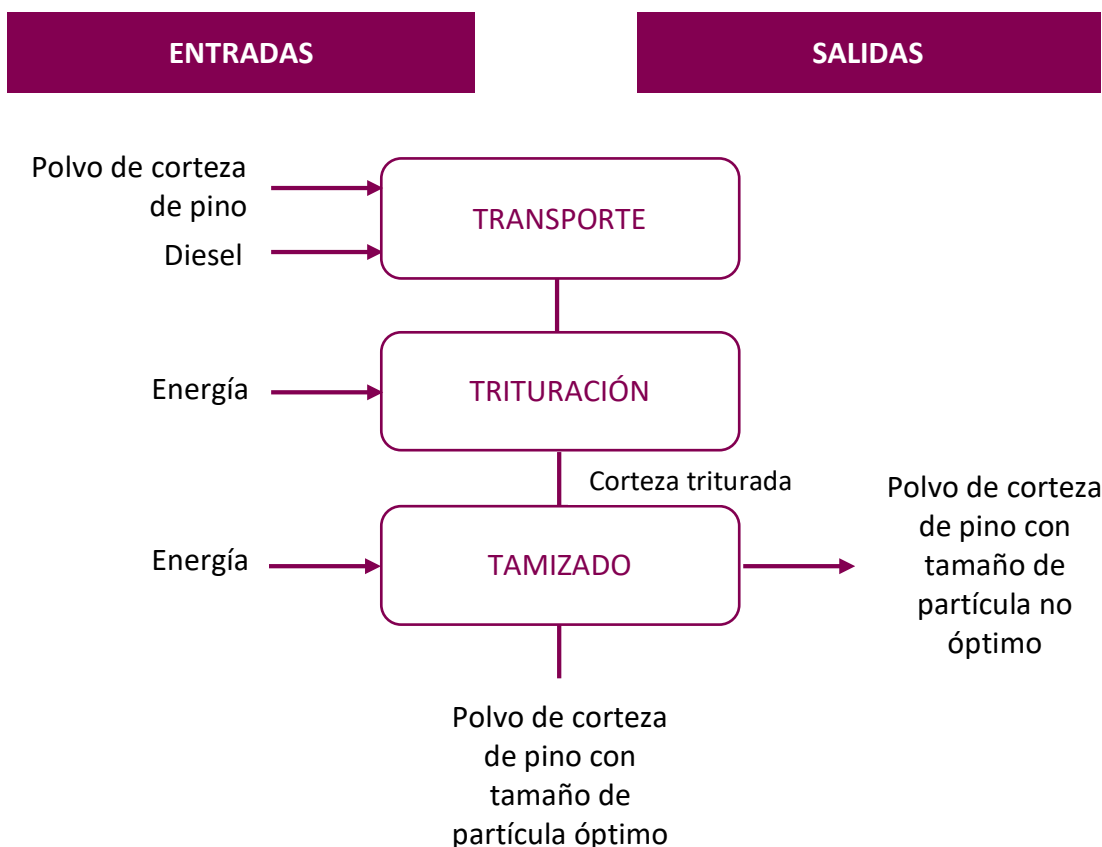 ENTRADAS
SALIDAS
Polvo de corteza
de pino
Diesel
TRANSPORTE
Energía
TRITURACIÓN
Corteza triturada
Energía
TAMIZADO
Polvo de corteza
de pino con
tamaño de
partícula no
óptimo
Polvo de corteza
de pino con
tamaño de
partícula óptimo